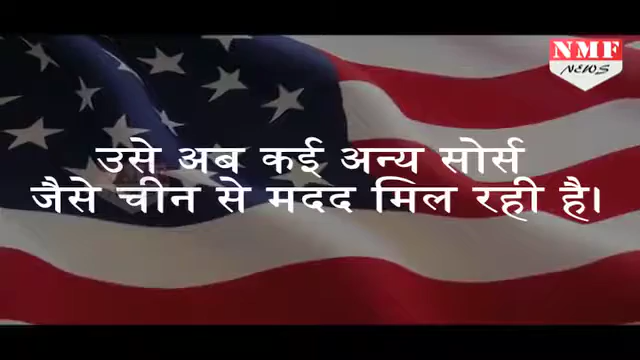 NMF
NEWS
उसे अब कई अन्य सोर्स
जैसे चीन से मदद मिल रही है।